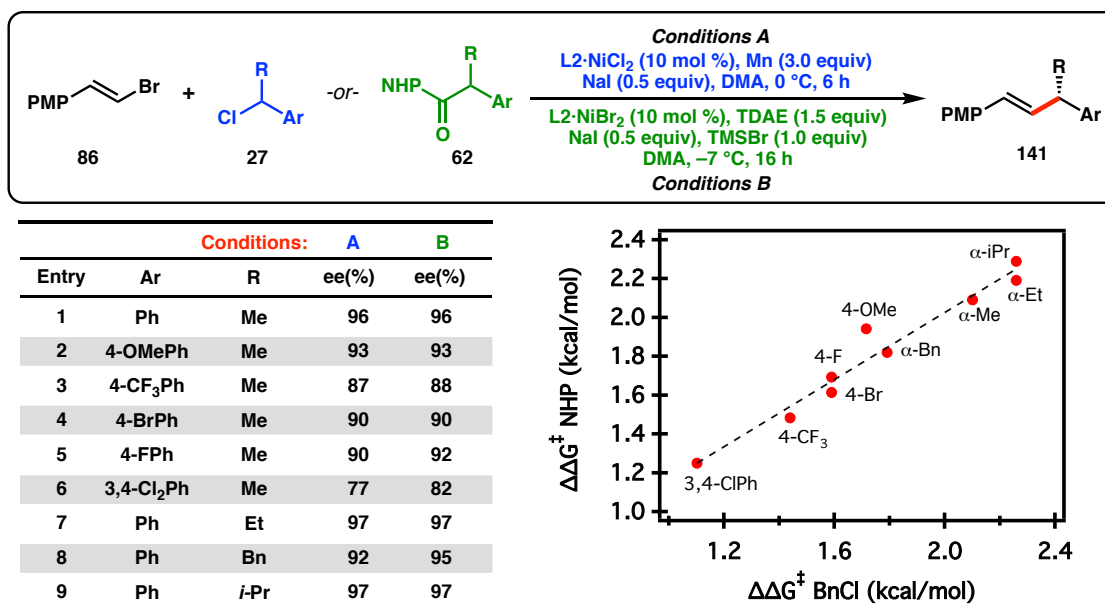 Conditions A
L2·NiCl₂ (10 mol %), Mn (3.0 equiv)
NaI (0.5 equiv), DMA, 0 °C, 6 h
L2·NiBr₂ (10 mol %), TDAE (1.5 equiv)
NaI (0.5 equiv), TMSBr (1.0 equiv)
DMA, –7 °C, 16 h
Conditions B
PMP Br
86
+
R
Cl Ar
27
-or-
R
NHP Ar
O
62
R
PMP Ar
141
Conditions: A B
Entry Ar R ee(%) ee(%)
1 Ph Me 96 96
2 4-OMePh Me 93 93
3 4-CF₃Ph Me 87 88
4 4-BrPh Me 90 90
5 4-FPh Me 90 92
6 3,4-Cl₂Ph Me 77 82
7 Ph Et 97 97
8 Ph Bn 92 95
9 Ph i-Pr 97 97
ΔΔG‡ NHP (kcal/mol)
2.4
2.2
2.0
1.8
1.6
1.4
1.2
1.0
α-iPr
α-Et
α-Me
4-OMe
α-Bn
4-F
4-Br
4-CF₃
3,4-ClPh
1.2 1.6 2.0 2.4
ΔΔG‡ BnCl (kcal/mol)